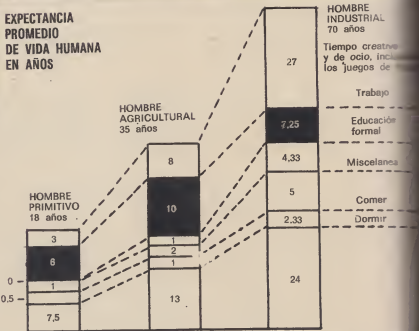 EXPECTANCIA
PROMEDIO
DE VIDA HUMANA
EN AÑOS
HOMBRE
PRIMITIVO
18 años
3
6
0
1
0,5
7,5
HOMBRE
AGRICULTURAL
35 años
8
10
1
2
1
13
HOMBRE
INDUSTRIAL
70 años
27
7,25
4,33
5
2,33
24
Tiempo creativo
y de ocio,
los juegos de
Trabajo
Educación
formal
Miscelanea
Comer
Dormir